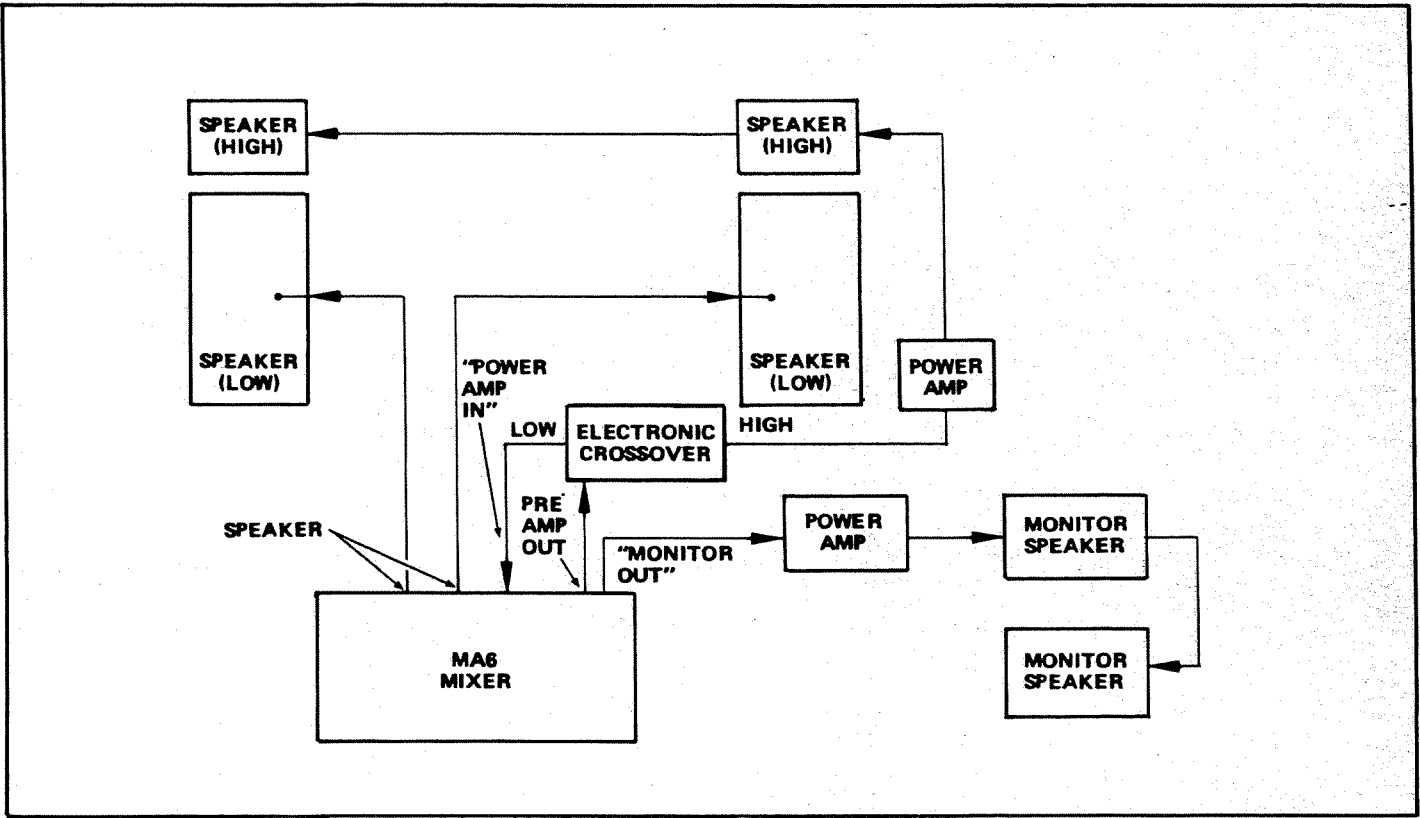 SPEAKER
(HIGH)
SPEAKER
(HIGH)
SPEAKER
(LOW)
SPEAKER
(LOW)
POWER
AMP
"POWER
AMP
IN"
LOW
ELECTRONIC
CROSSOVER
HIGH
SPEAKER
PRE
AMP
OUT
"MONITOR
OUT"
POWER
AMP
MONITOR
SPEAKER
MONITOR
SPEAKER
MA6
MIXER